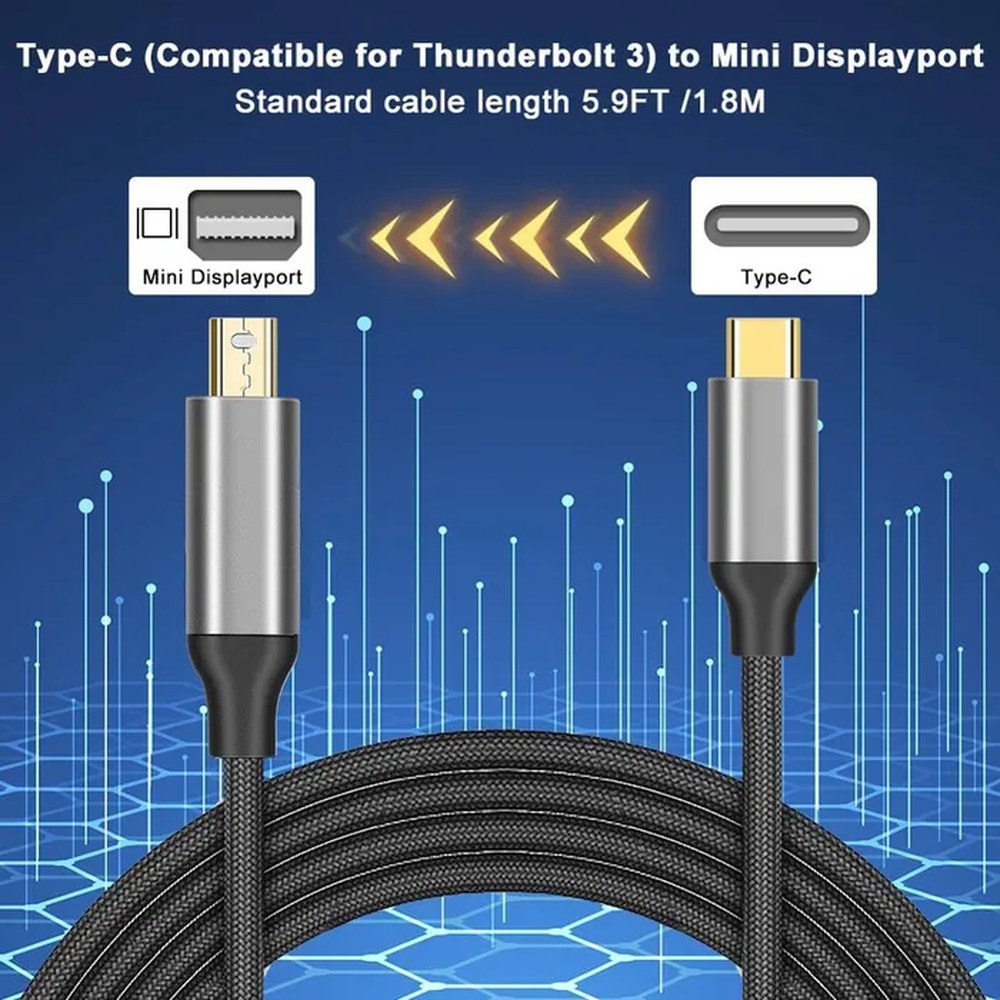 Type-C (Compatible for Thunderbolt 3) to Mini Displayport
Standard cable length 5.9FT /1.8M
Mini Displayport
Type-C